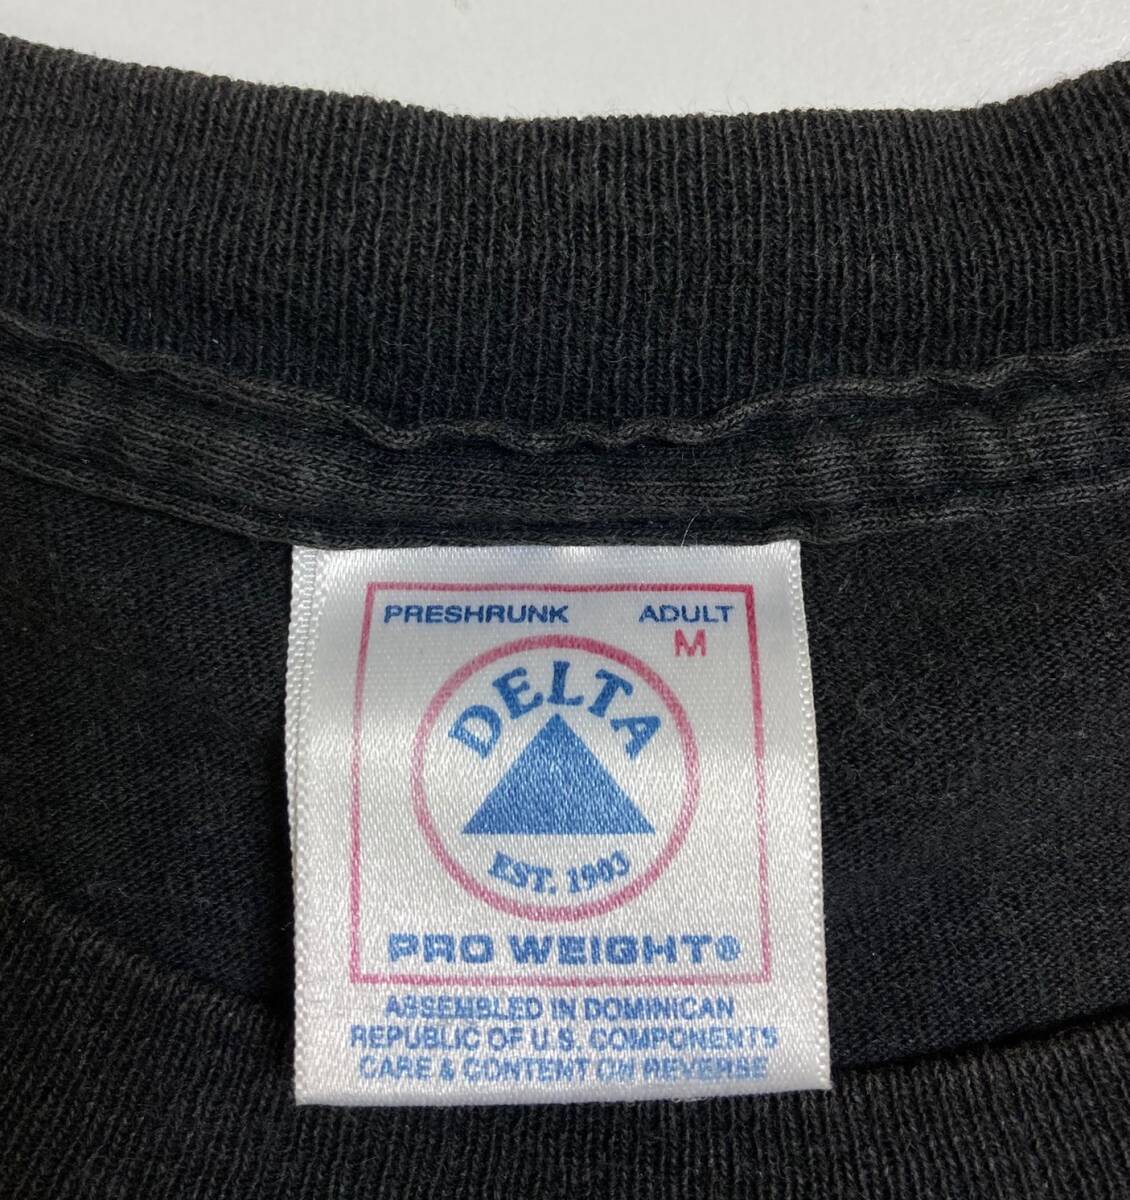 PRESHRUNK ADULT
M
DELTA
EST. 1903
PRO WEIGHT®
ASSEMBLED IN DOMINICAN
REPUBLIC OF U.S. COMPONENTS
CARE & CONTENT ON REVERSE